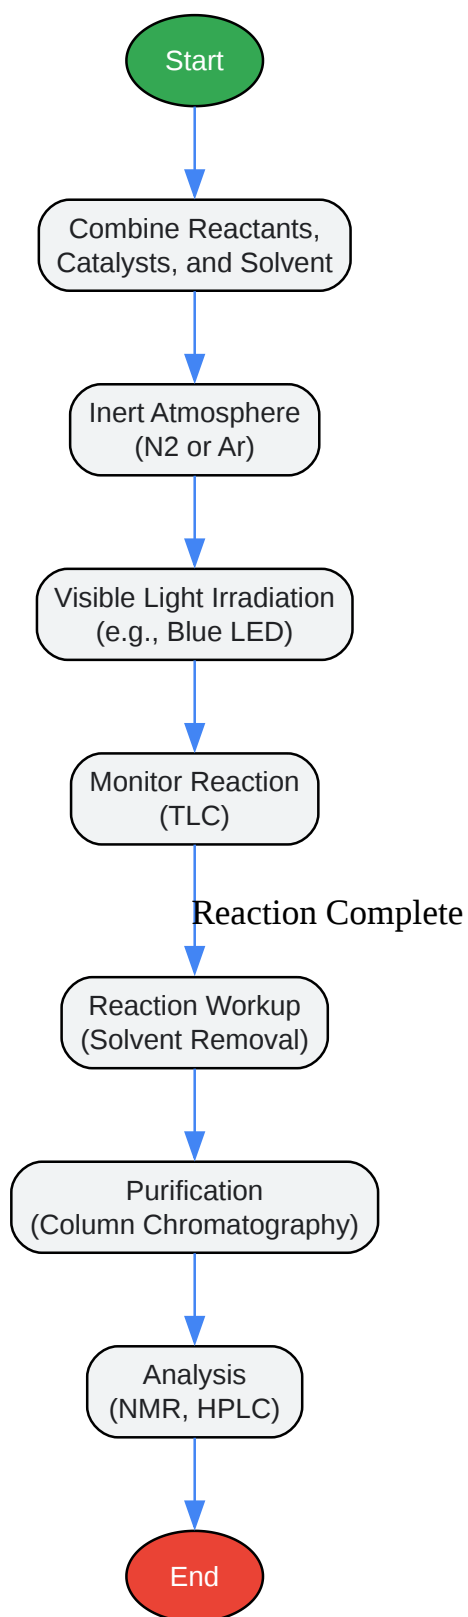 Start
Combine Reactants,
Catalysts, and Solvent
Inert Atmosphere
(N2 or Ar)
Visible Light Irradiation
(e.g., Blue LED)
Monitor Reaction
(TLC)
Reaction Complete
Reaction Workup
(Solvent Removal)
Purification
(Column Chromatography)
Analysis
(NMR, HPLC)
End